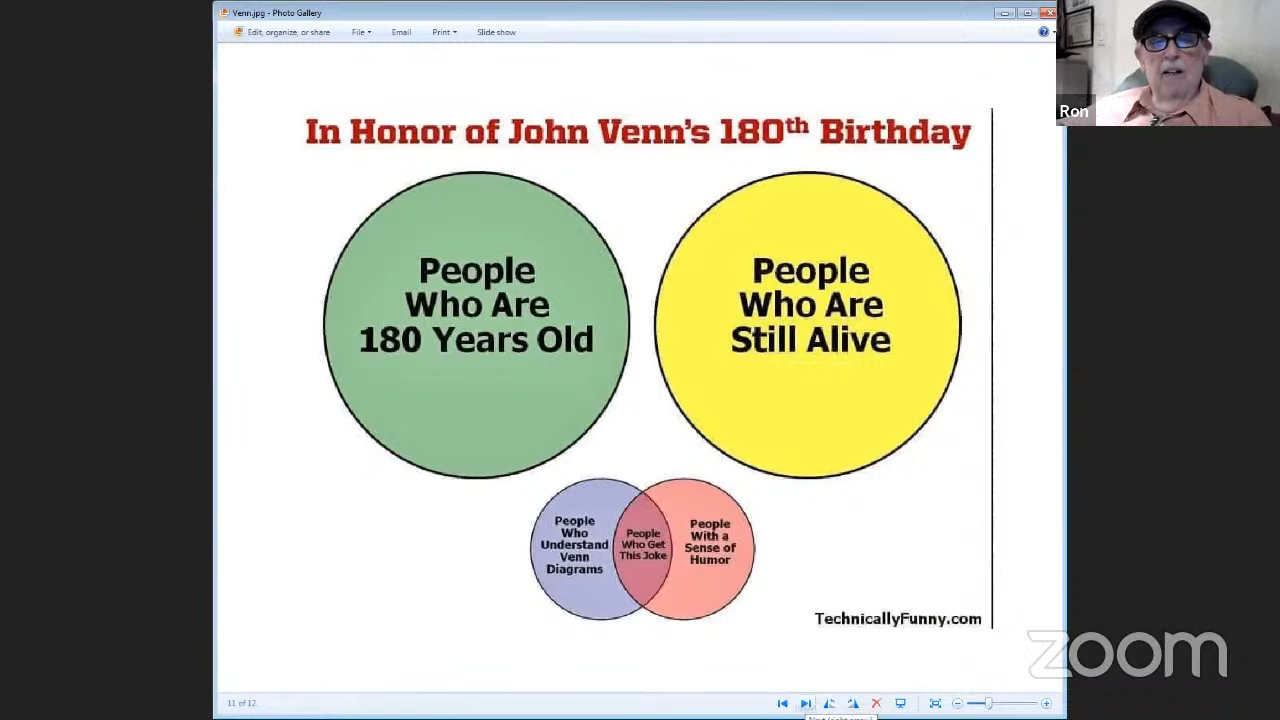 Venn.jpg - Photo Gallery
Edit, organize, or share
File
Email
Print
Slide show
Ron
In Honor of John Venn's 180th Birthday
People
Who Are
180 Years Old
People
Who Are
Still Alive
People
Who
Understand
Venn
Diagrams
People
Who Get
This Joke
People
With a
Sense of
Humor
TechnicallyFunny.com
zoom
11 of 12